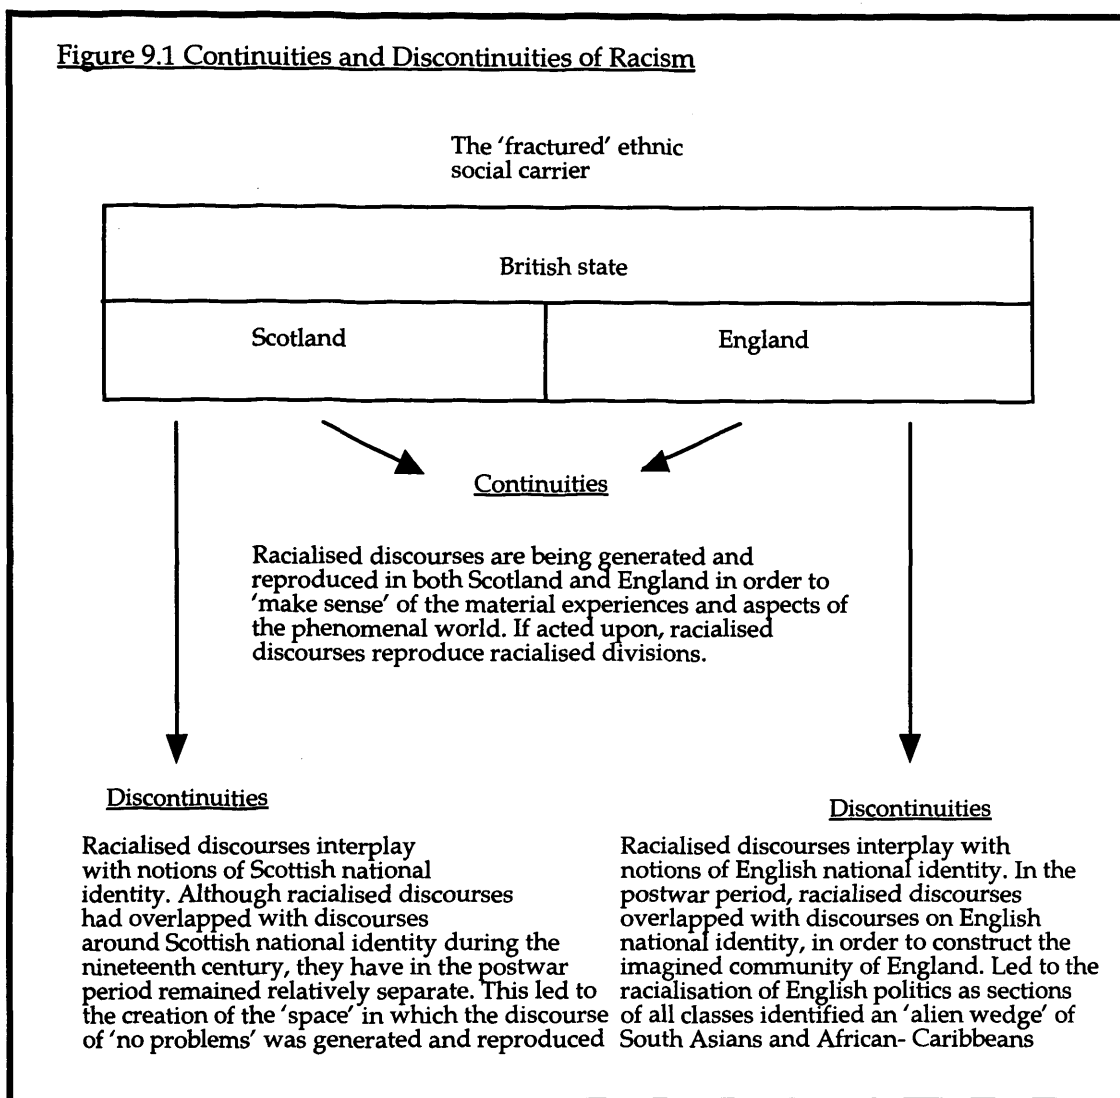 Figure 9.1 Continuities and Discontinuities of Racism
The 'fractured' ethnic
social carrier
British state
Scotland
England
Continuities
Racialised discourses are being generated and
reproduced in both Scotland and England in order to
'make sense' of the material experiences and aspects of
the phenomenal world. If acted upon, racialised
discourses reproduce racialised divisions.
Discontinuities
Racialised discourses interplay
with notions of Scottish national
identity. Although racialised discourses
had overlapped with discourses
around Scottish national identity during the
nineteenth century, they have in the postwar
period remained relatively separate. This led to
the creation of the 'space' in which the discourse
of 'no problems' was generated and reproduced
Discontinuities
Racialised discourses interplay with
notions of English national identity. In the
postwar period, racialised discourses
overlapped with discourses on English
national identity, in order to construct the
imagined community of England. Led to the
racialisation of English politics as sections
of all classes identified an 'alien wedge' of
South Asians and African- Caribbeans